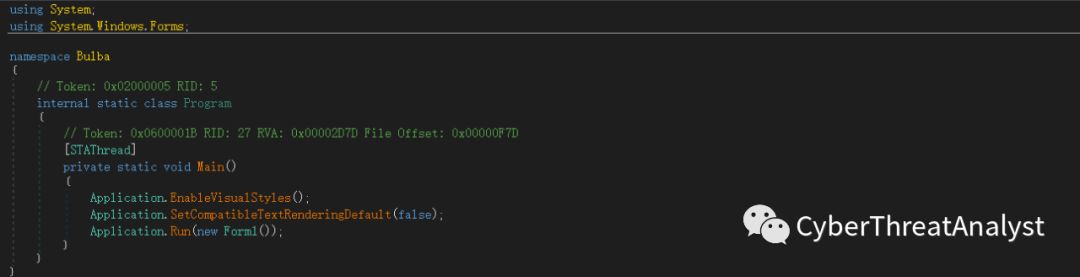 using System;
using System.Windows.Forms;
namespace Bulba
{
// Token: 0x02000005 RID: 5
internal static class Program
{
// Token: 0x0600001B RID: 27 RVA: 0x00002D7D File Offset: 0x00000F7D
[STAThread]
private static void Main()
{
Application.EnableVisualStyles();
Application.SetCompatibleTextRenderingDefault(false);
Application.Run(new Form1());
}
}
}
CyberThreatAnalyst